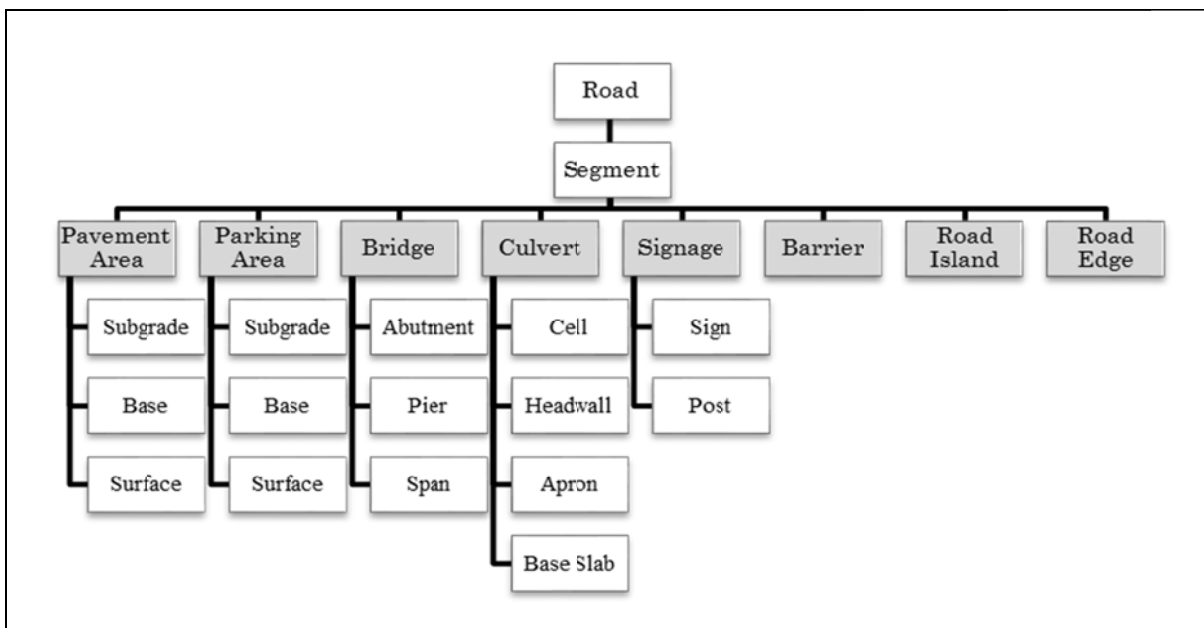 Road
Segment
Pavement
Area
Parking
Area
Bridge
Culvert
Signage
Barrier
Road
Island
Road
Edge
Subgrade
Subgrade
Abutment
Cell
Sign
Base
Base
Pier
Headwall
Post
Surface
Surface
Span
Apron
Base Slab